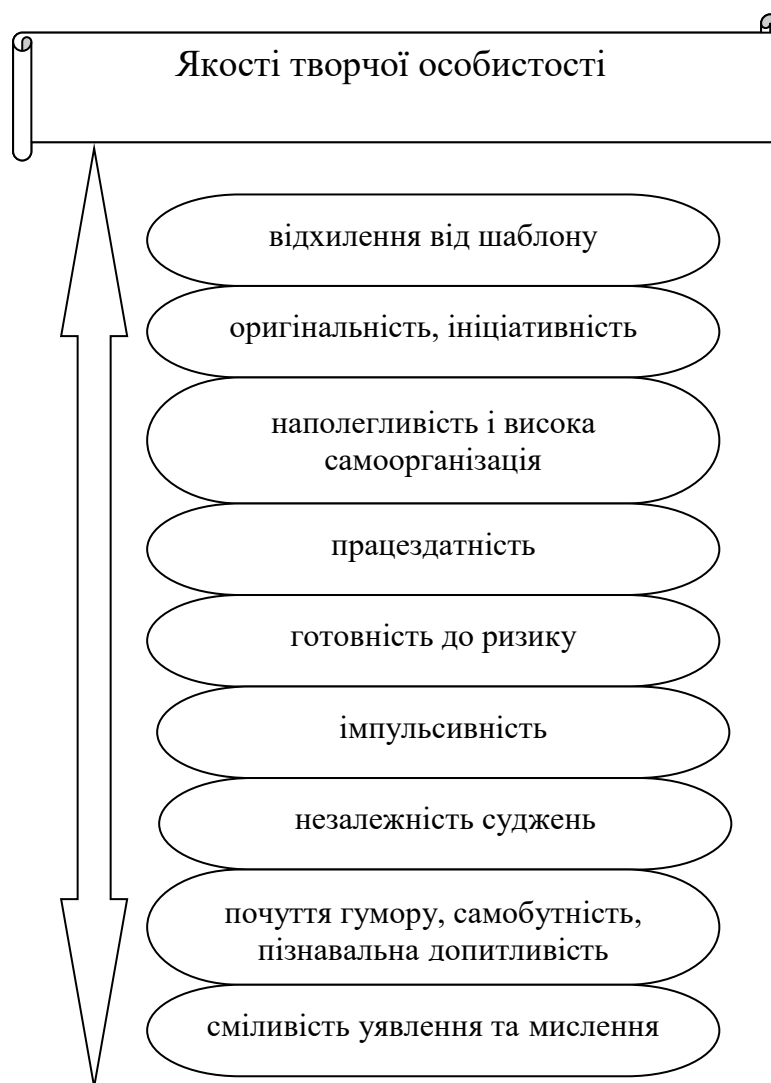 Якості творчої особистості
відхилення від шаблону
оригінальність, ініціативність
наполегливість і висока
самоорганізація
працездатність
готовність до ризику
імпульсивність
незалежність суджень
почуття гумору, самобутність,
пізнавальна допитливість
сміливість уявлення та мислення